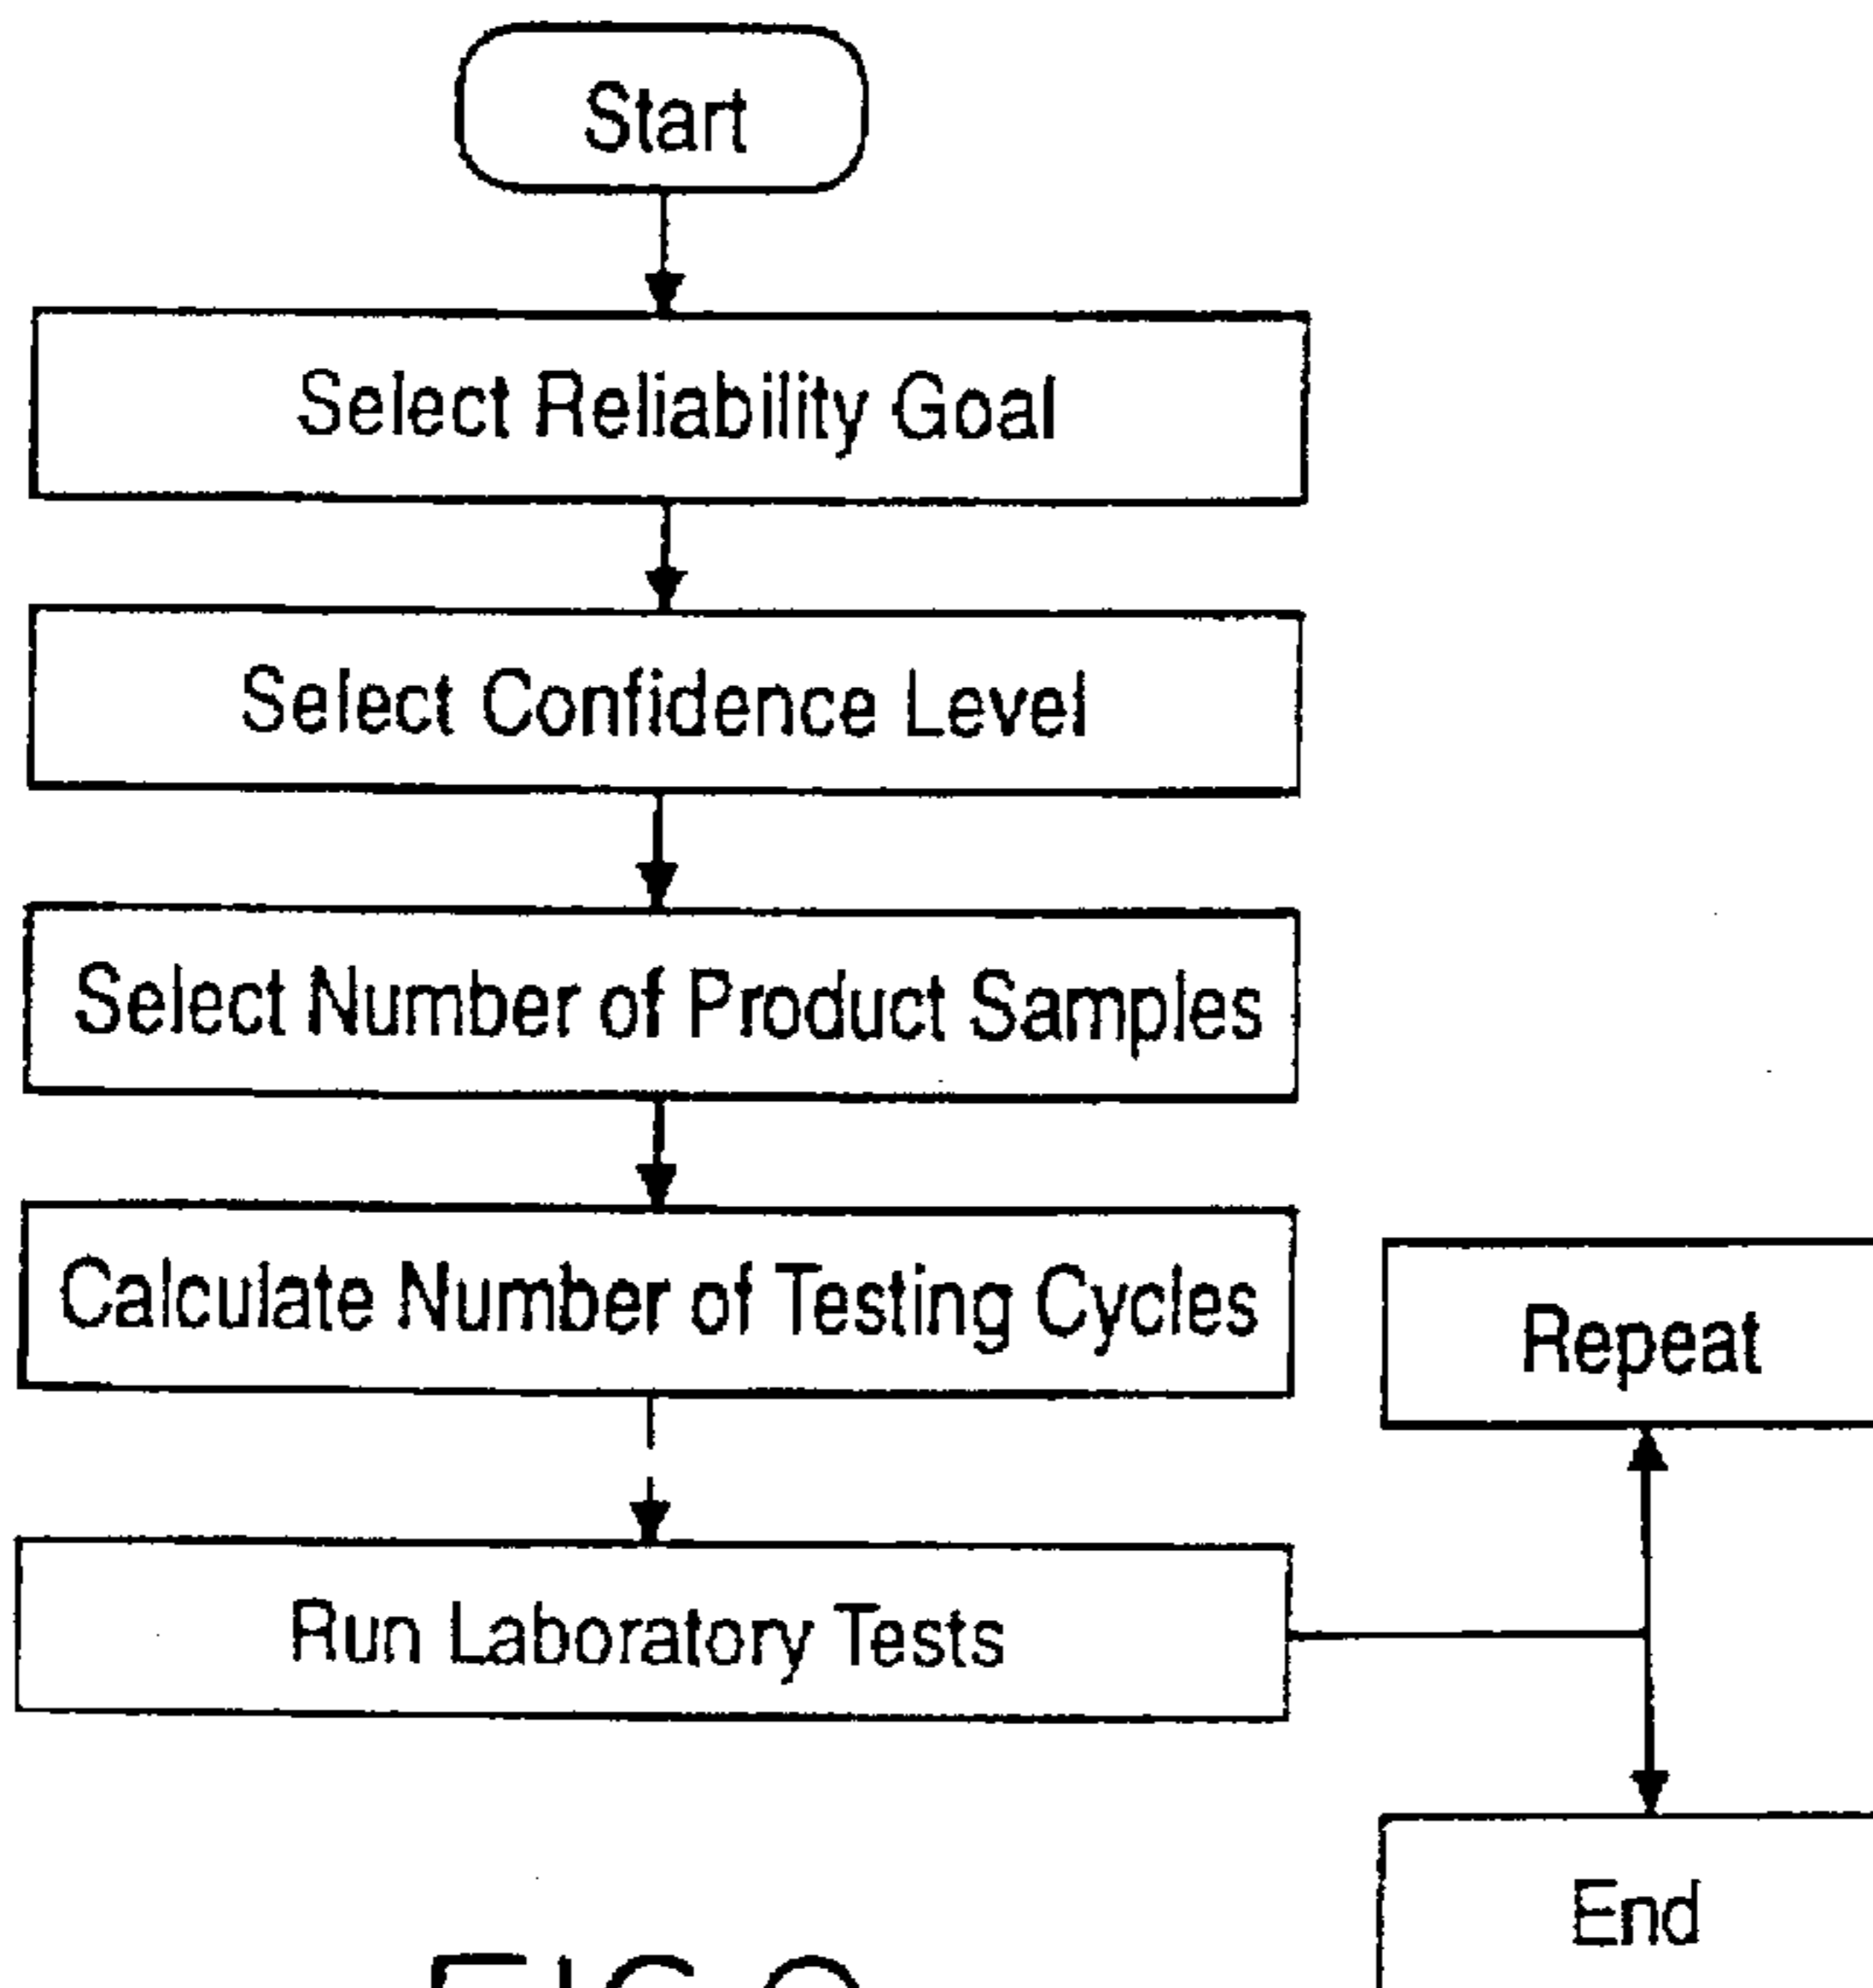 Start
Select Reliability Goal
Select Confidence Level
Select Number of Product Samples
Calculate Number of Testing Cycles
Repeat
Run Laboratory Tests
End